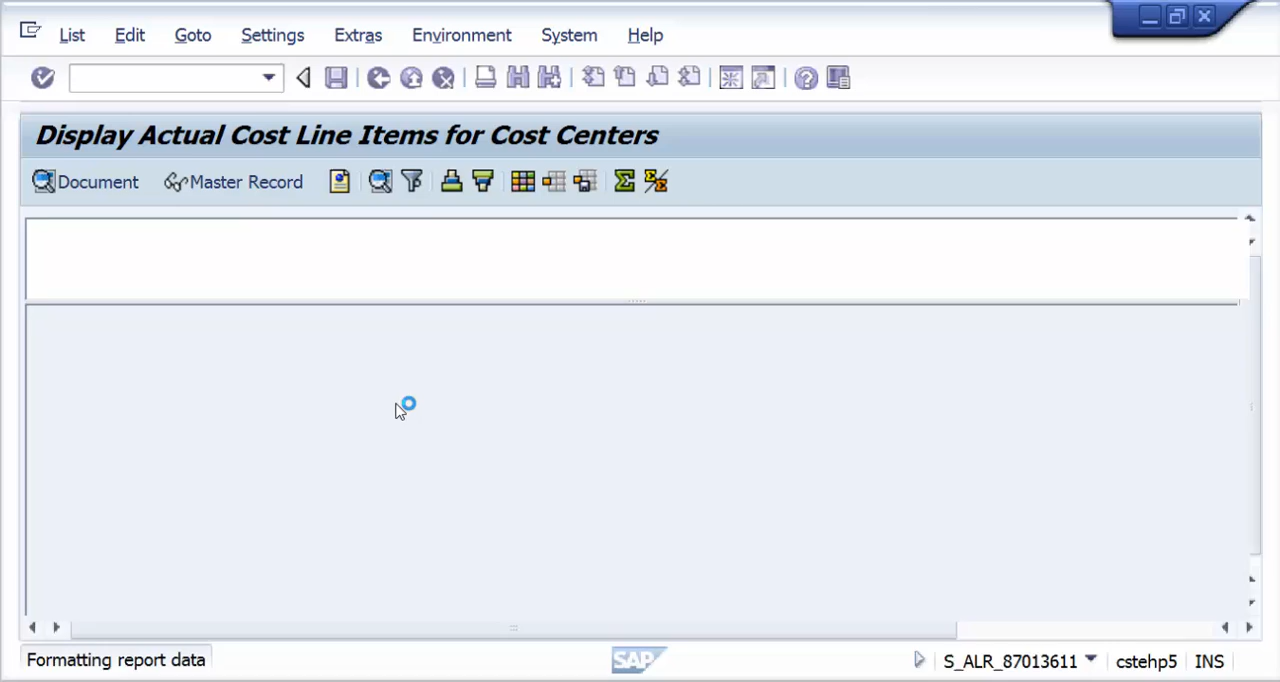 List Edit Goto Settings Extras Environment System Help
Display Actual Cost Line Items for Cost Centers
Document Master Record
Formatting report data SAP S_ALR_87013611 cstehp5 INS